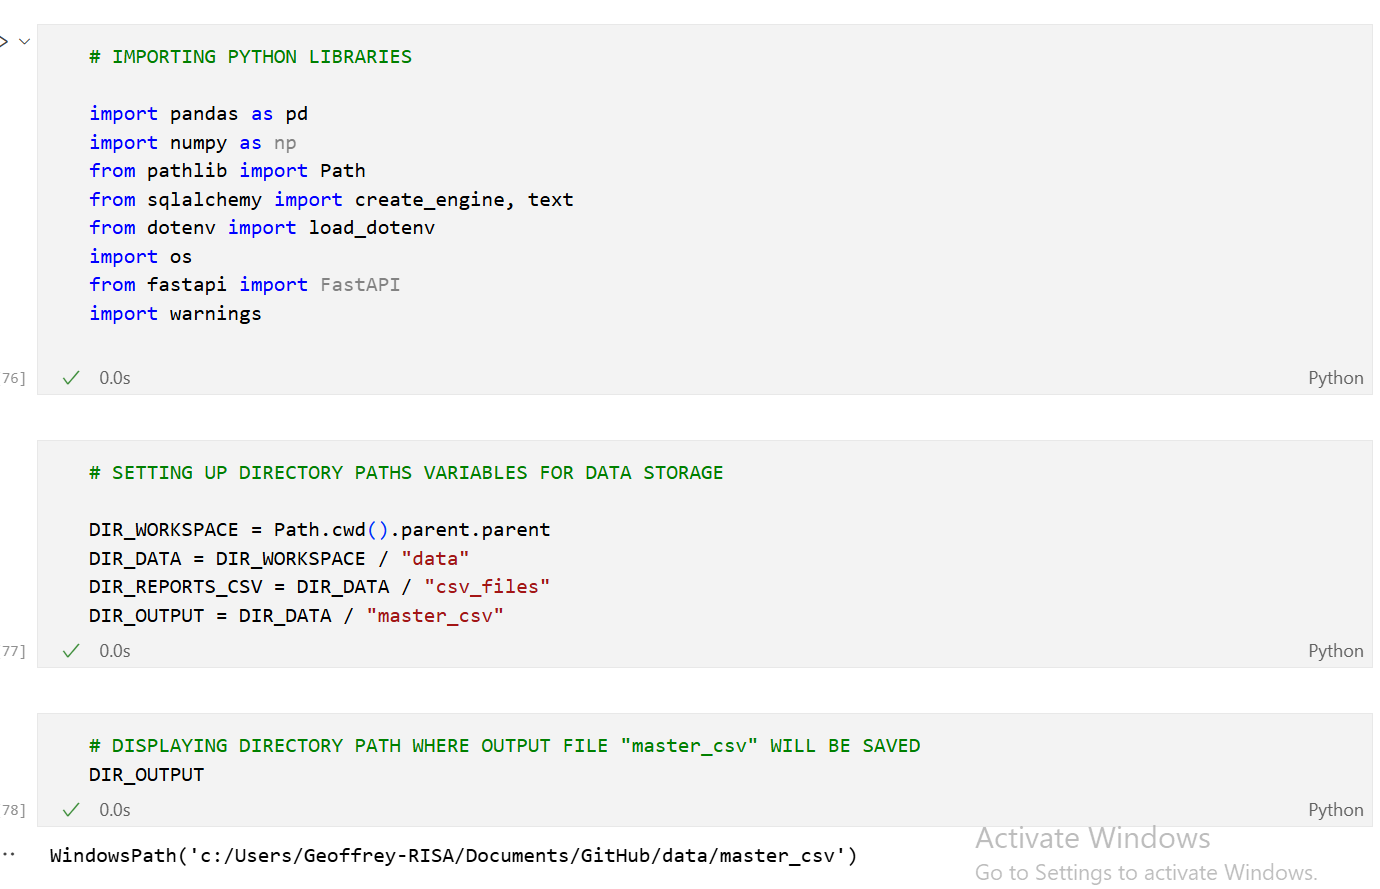 # IMPORTING PYTHON LIBRARIES
import pandas as pd
import numpy as np
from pathlib import Path
from sqlalchemy import create_engine, text
from dotenv import load_dotenv
import os
from fastapi import FastAPI
import warnings
76] 0.0s Python
# SETTING UP DIRECTORY PATHS VARIABLES FOR DATA STORAGE
DIR_WORKSPACE = Path.cwd().parent.parent
DIR_DATA = DIR_WORKSPACE / "data"
DIR_REPORTS_CSV = DIR_DATA / "csv_files"
DIR_OUTPUT = DIR_DATA / "master_csv"
77] 0.0s Python
# DISPLAYING DIRECTORY PATH WHERE OUTPUT FILE "master_csv" WILL BE SAVED
DIR_OUTPUT
78] 0.0s Python
WindowsPath('c:/Users/Geoffrey-RISA/Documents/GitHub/data/master_csv')
Activate Windows
Go to Settings to activate Windows.